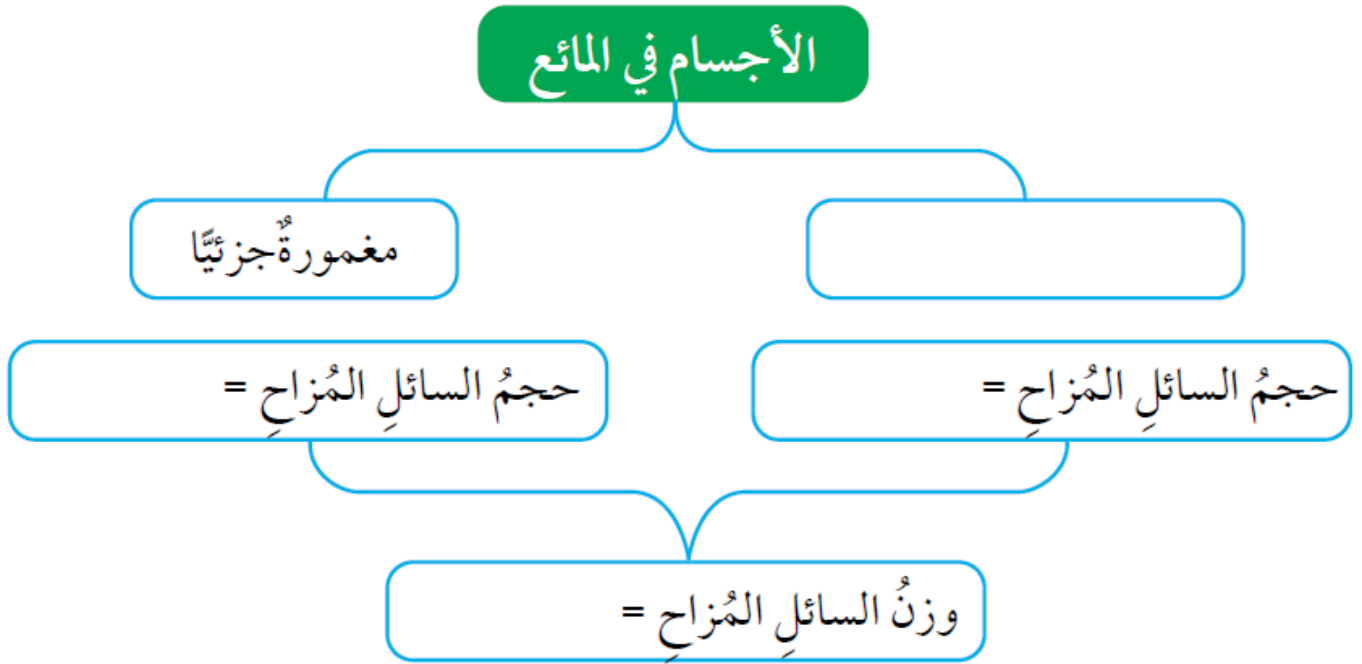 الأجسام في المائع
مغمورةٌ جزئيًّا
حجمُ السائلِ المُزاحِ =
حجمُ السائلِ المُزاحِ =
وزنُ السائلِ المُزاحِ =